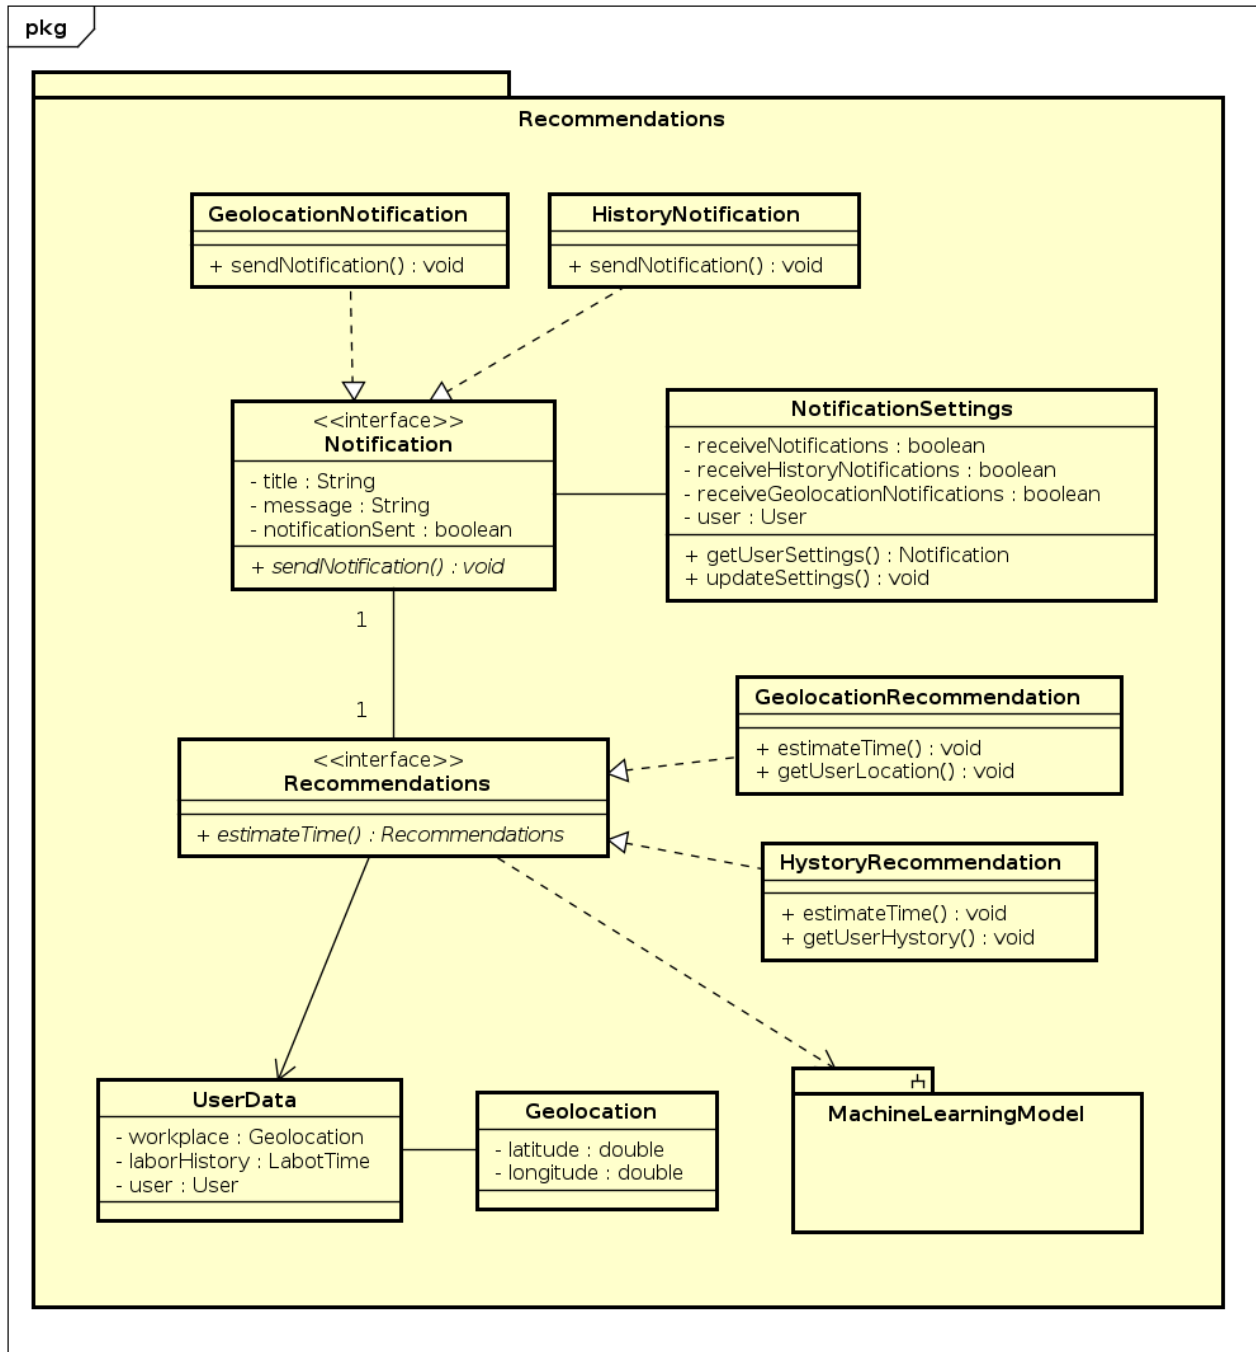 pkg
Recommendations
GeolocationNotification
+ sendNotification() : void
HistoryNotification
+ sendNotification() : void
<<interface>>
Notification
- title : String
- message : String
- notificationSent : boolean
+ sendNotification() : void
NotificationSettings
- receiveNotifications : boolean
- receiveHistoryNotifications : boolean
- receiveGeolocationNotifications : boolean
- user : User
+ getUserSettings() : Notification
+ updateSettings() : void
1
1
<<interface>>
Recommendations
+ estimateTime() : Recommendations
GeolocationRecommendation
+ estimateTime() : void
+ getUserLocation() : void
HystoryRecommendation
+ estimateTime() : void
+ getUserHystory() : void
UserData
- workplace : Geolocation
- laborHistory : LabotTime
- user : User
Geolocation
- latitude : double
- longitude : double
MachineLearningModel